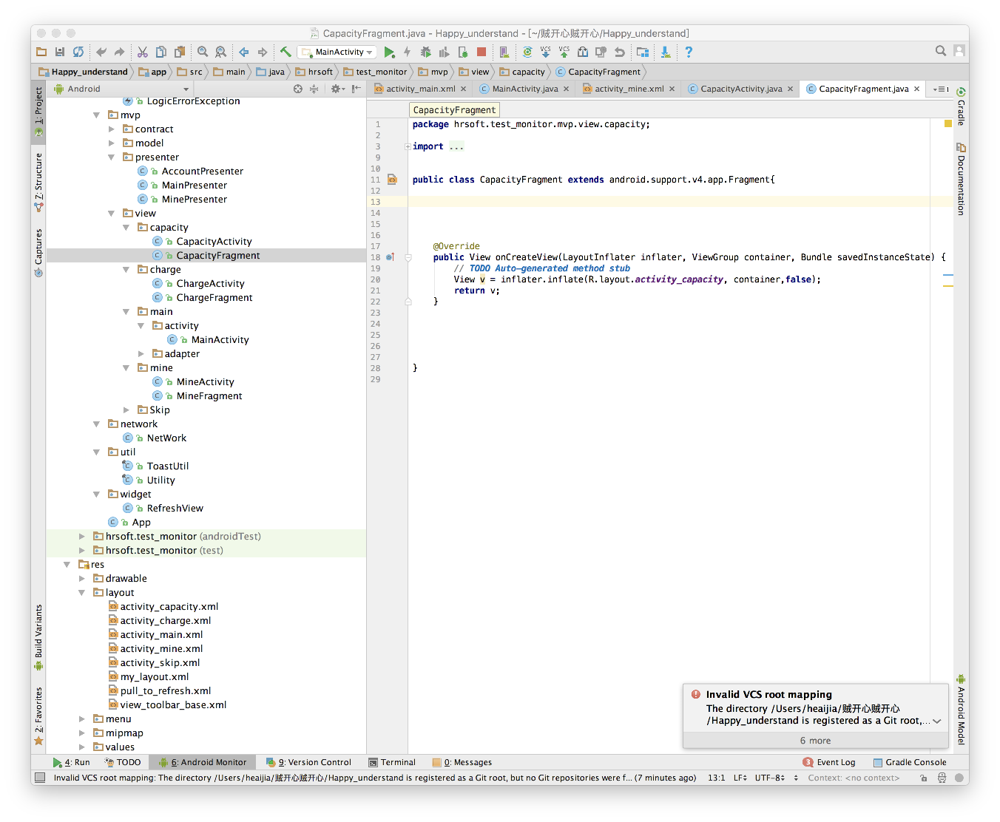 CapacityFragment.java - Happy_understand - [~/贼开心贼开心/Happy_understand]
MainActivity
VCS VCS
Happy_understand app src main java hrsoft test_monitor mvp view capacity CapacityFragment
Android
activity_main.xml MainActivity.java activity_mine.xml CapacityActivity.java CapacityFragment.java
1: Project
7: Structure
Captures
Build Variants
2: Favorites
LogicErrorException
mvp
contract
model
presenter
AccountPresenter
MainPresenter
MinePresenter
view
capacity
CapacityActivity
CapacityFragment
charge
ChargeActivity
ChargeFragment
main
activity
MainActivity
adapter
mine
MineActivity
MineFragment
Skip
network
NetWork
util
ToastUtil
Utility
widget
RefreshView
App
hrsoft.test_monitor (androidTest)
hrsoft.test_monitor (test)
res
drawable
layout
activity_capacity.xml
activity_charge.xml
activity_main.xml
activity_mine.xml
activity_skip.xml
my_layout.xml
pull_to_refresh.xml
view_toolbar_base.xml
menu
mipmap
values
CapacityFragment
1 package hrsoft.test_monitor.mvp.view.capacity;
2
3 import ...
9
10
11 public class CapacityFragment extends android.support.v4.app.Fragment{
12
13
14
15
16
17 @Override
18 public View onCreateView(LayoutInflater inflater, ViewGroup container, Bundle savedInstanceState) {
19 // TODO Auto-generated method stub
20 View v = inflater.inflate(R.layout.activity_capacity, container,false);
21 return v;
22 }
23
24
25
26
27
28 }
29
Gradle
Documentation
Android Model
Invalid VCS root mapping
The directory /Users/heaijia/贼开心贼开心
/Happy_understand is registered as a Git root,...
6 more
4: Run TODO 6: Android Monitor 9: Version Control Terminal 0: Messages 3 Event Log Gradle Console
Invalid VCS root mapping: The directory /Users/heaijia/贼开心贼开心/Happy_understand is registered as a Git root, but no Git repositories were f... (7 minutes ago) 13:1 LF UTF-8 Context: <no context>